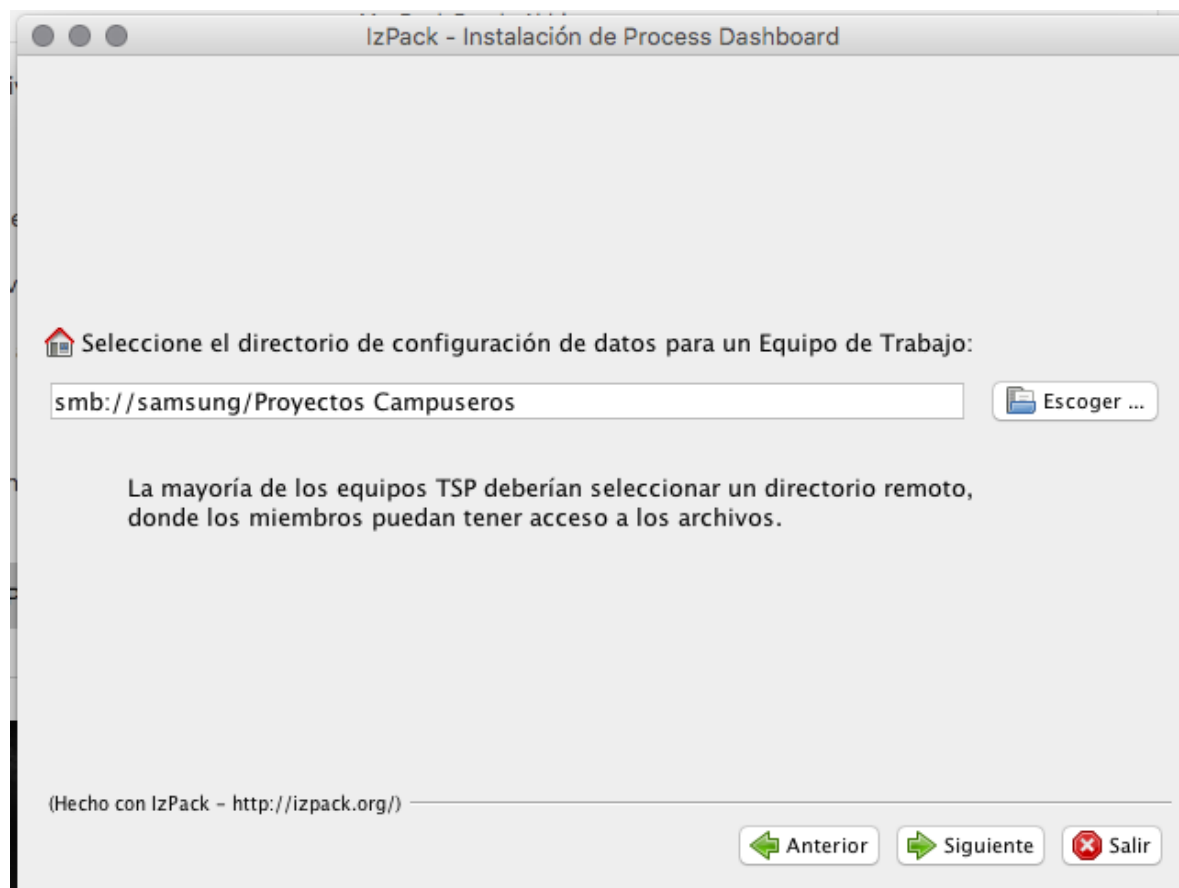 IzPack - Instalación de Process Dashboard
Seleccione el directorio de configuración de datos para un Equipo de Trabajo:
smb://samsung/Proyectos Campuseros
Escoger ...
La mayoría de los equipos TSP deberían seleccionar un directorio remoto,
donde los miembros puedan tener acceso a los archivos.
(Hecho con IzPack - http://izpack.org/)
Anterior
Siguiente
Salir